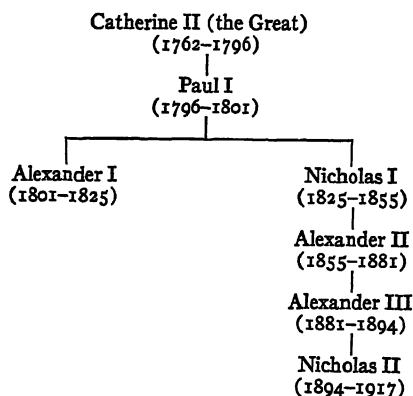 Catherine II (the Great)
(1762–1796)
Paul I
(1796–1801)
Alexander I
(1801–1825)
Nicholas I
(1825–1855)
Alexander II
(1855–1881)
Alexander III
(1881–1894)
Nicholas II
(1894–1917)